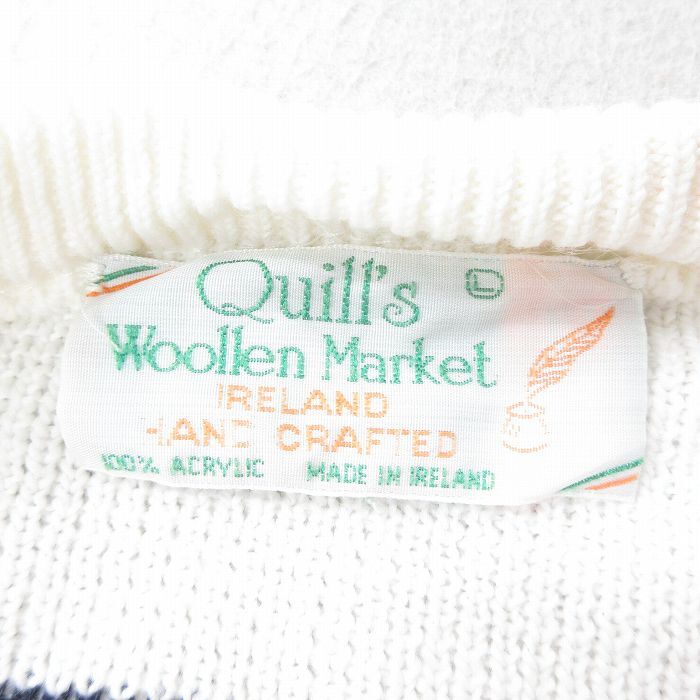 Quill's L
Woollen Market
IRELAND
HAND CRAFTED
100% ACRYLIC MADE IN IRELAND